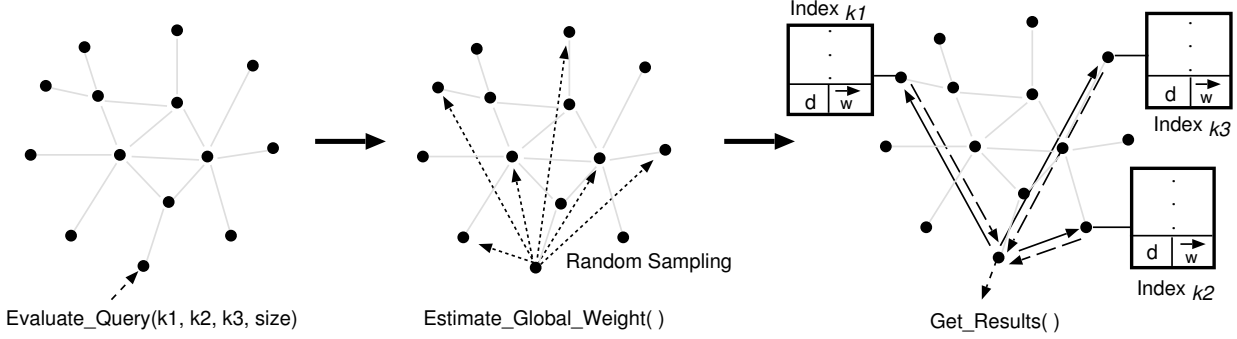 Index k1
d w
Index k3
d w
Index k2
d w
Random Sampling
Evaluate_Query(k1, k2, k3, size)
Estimate_Global_Weight( )
Get_Results( )